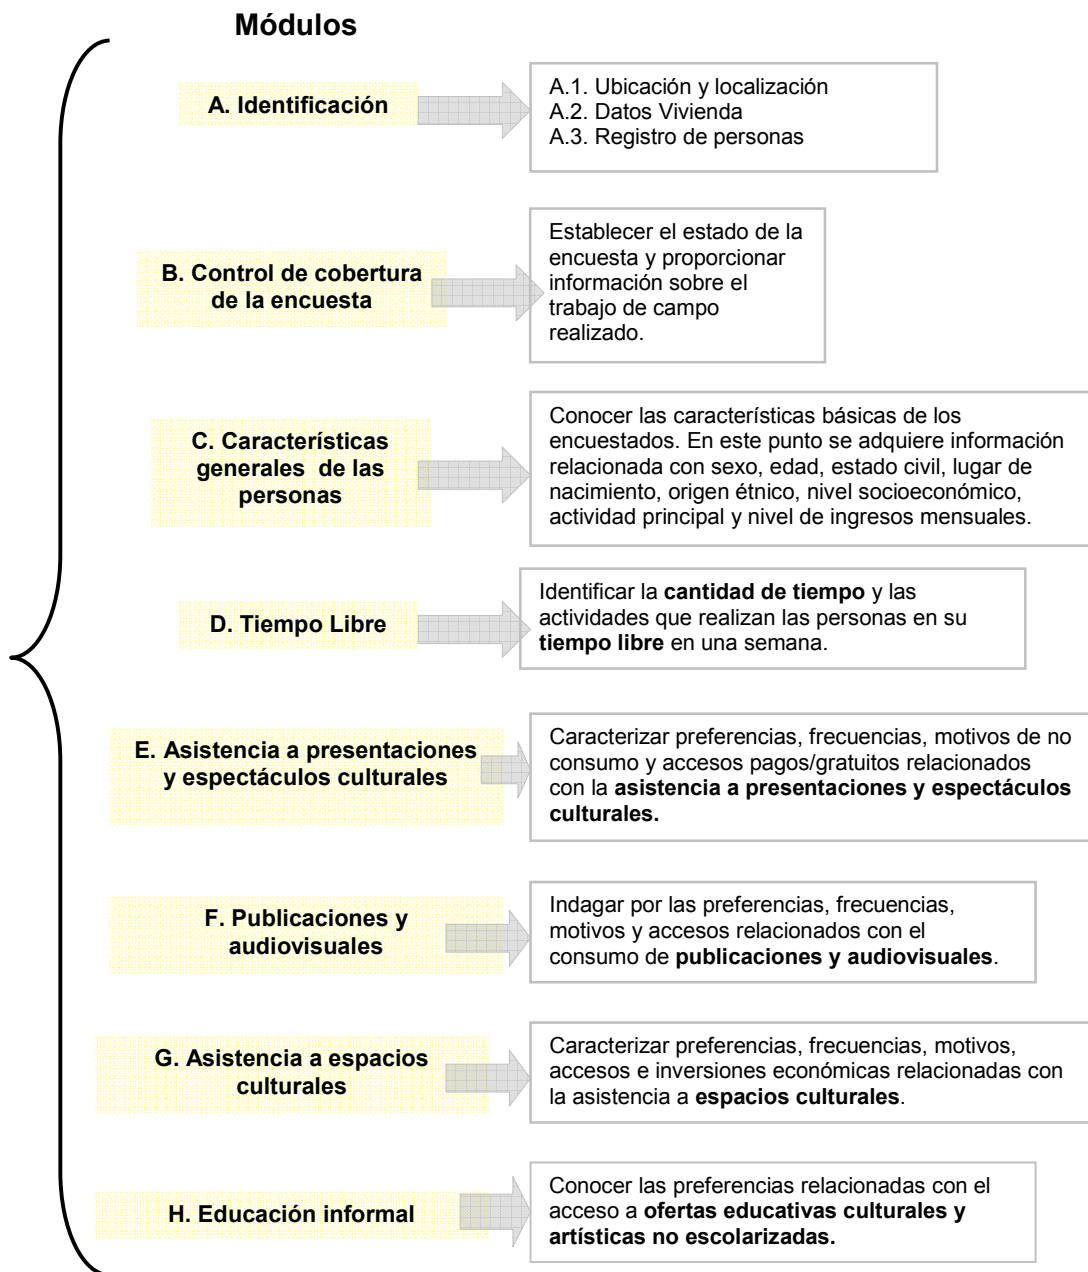 Módulos
A. Identificación
A.1. Ubicación y localización
A.2. Datos Vivienda
A.3. Registro de personas
B. Control de cobertura
de la encuesta
Establecer el estado de la
encuesta y proporcionar
información sobre el
trabajo de campo
realizado.
C. Características
generales de las
personas
Conocer las características básicas de los
encuestados. En este punto se adquiere información
relacionada con sexo, edad, estado civil, lugar de
nacimiento, origen étnico, nivel socioeconómico,
actividad principal y nivel de ingresos mensuales.
D. Tiempo Libre
Identificar la cantidad de tiempo y las
actividades que realizan las personas en su
tiempo libre en una semana.
E. Asistencia a presentaciones
y espectáculos culturales
Caracterizar preferencias, frecuencias, motivos de no
consumo y accesos pagos/gratuitos relacionados
con la asistencia a presentaciones y espectáculos
culturales.
F. Publicaciones y
audiovisuales
Indagar por las preferencias, frecuencias,
motivos y accesos relacionados con el
consumo de publicaciones y audiovisuales.
G. Asistencia a espacios
culturales
Caracterizar preferencias, frecuencias, motivos,
accesos e inversiones económicas relacionadas con
la asistencia a espacios culturales.
H. Educación informal
Conocer las preferencias relacionadas con el
acceso a ofertas educativas culturales y
artísticas no escolarizadas.